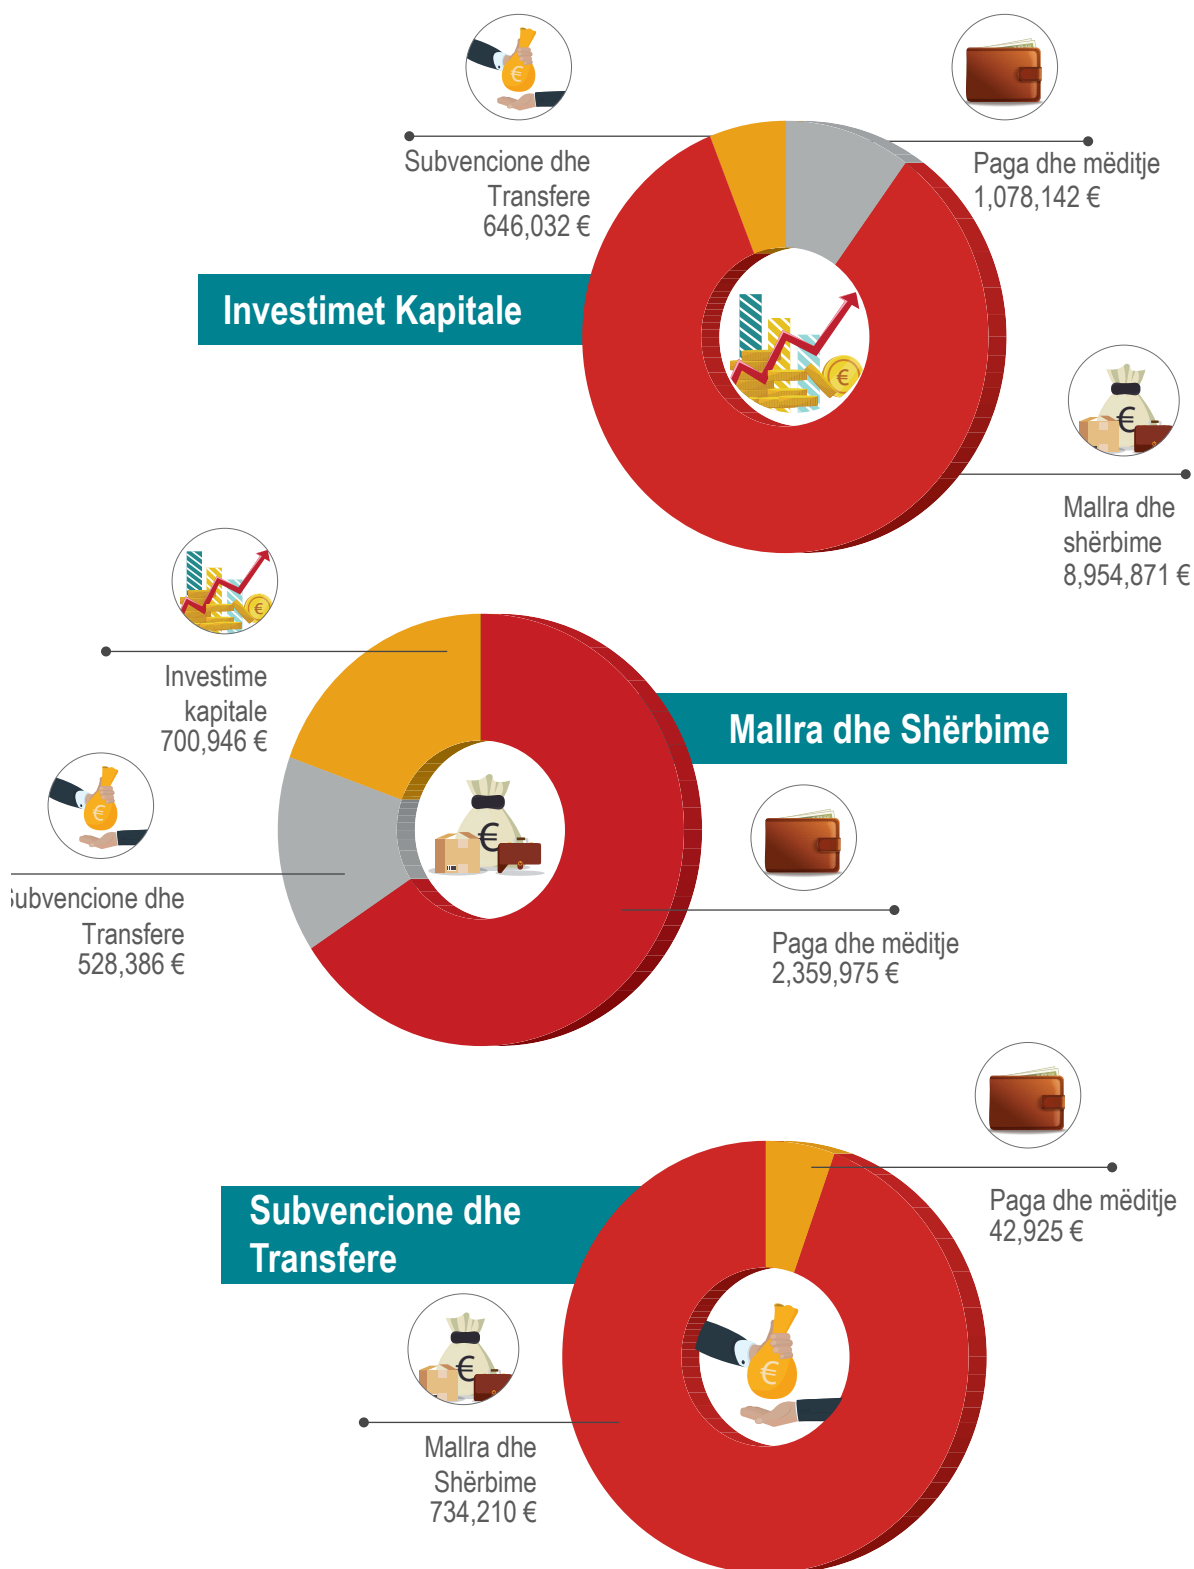 Subvencione dhe
Transfere
646,032 €
Paga dhe mëditje
1,078,142 €
Investimet Kapitale
Mallra dhe
shërbime
8,954,871 €
Investime
kapitale
700,946 €
Mallra dhe Shërbime
Subvencione dhe
Transfere
528,386 €
Paga dhe mëditje
2,359,975 €
Paga dhe mëditje
42,925 €
Subvencione dhe
Transfere
Mallra dhe
Shërbime
734,210 €